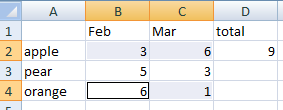 A B C D
1 Feb Mar total
2 apple 3 6 9
3 pear 5 3
4 orange 6 1